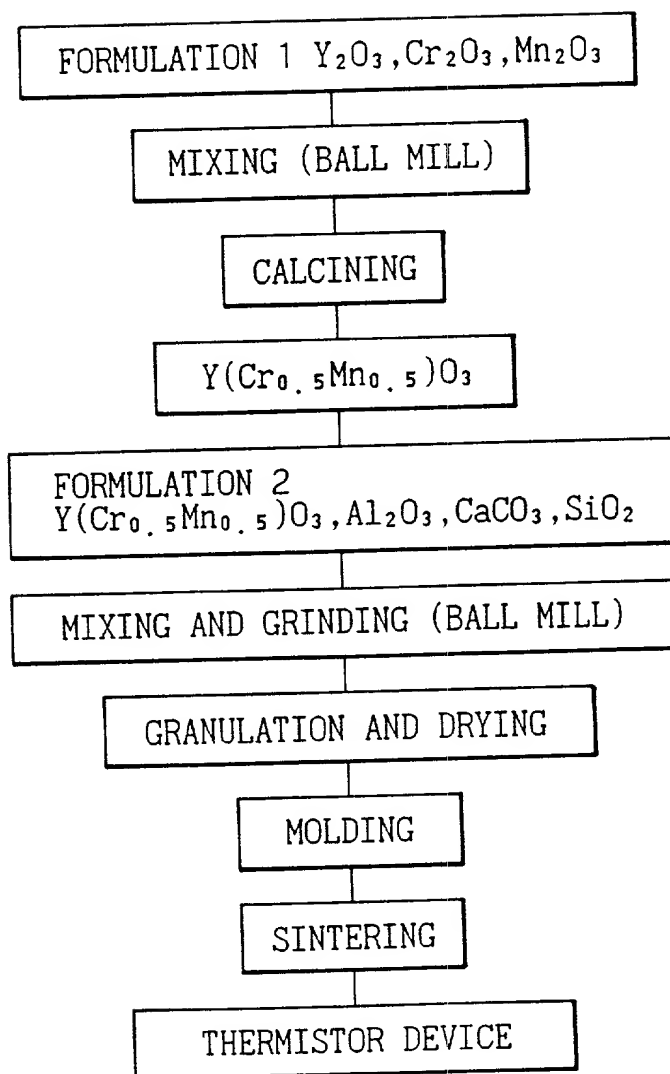 FORMULATION 1 Y₂O₃,Cr₂O₃,Mn₂O₃
MIXING (BALL MILL)
CALCINING
Y(Cr₀.₅Mn₀.₅)O₃
FORMULATION 2
Y(Cr₀.₅Mn₀.₅)O₃,Al₂O₃,CaCO₃,SiO₂
MIXING AND GRINDING (BALL MILL)
GRANULATION AND DRYING
MOLDING
SINTERING
THERMISTOR DEVICE